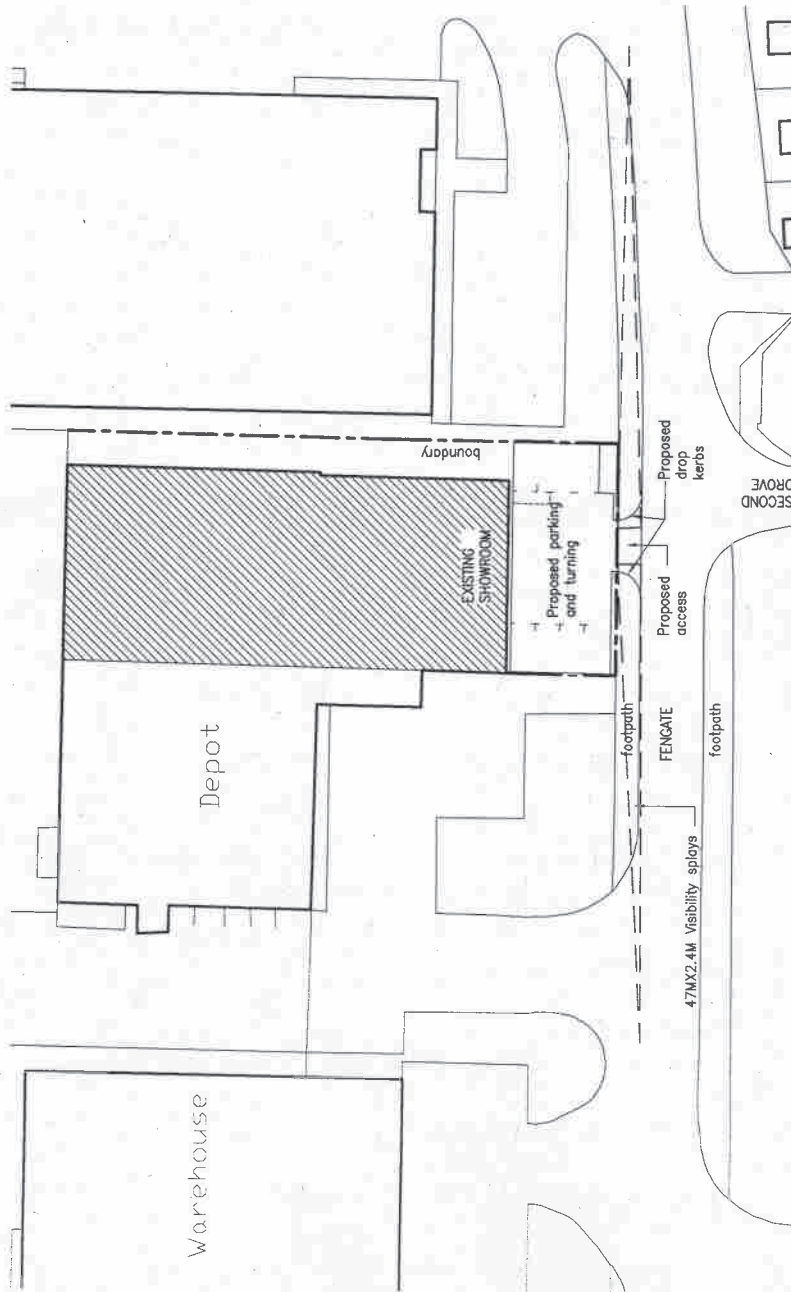 Warehouse
Depot
EXISTING
SHOWROOM
boundary
Proposed parking
and turning
footpath
FENGATE
footpath
47MX2.4M Visibility splays
Proposed
access
Proposed
drop
kerbs
SECOND
DROVE